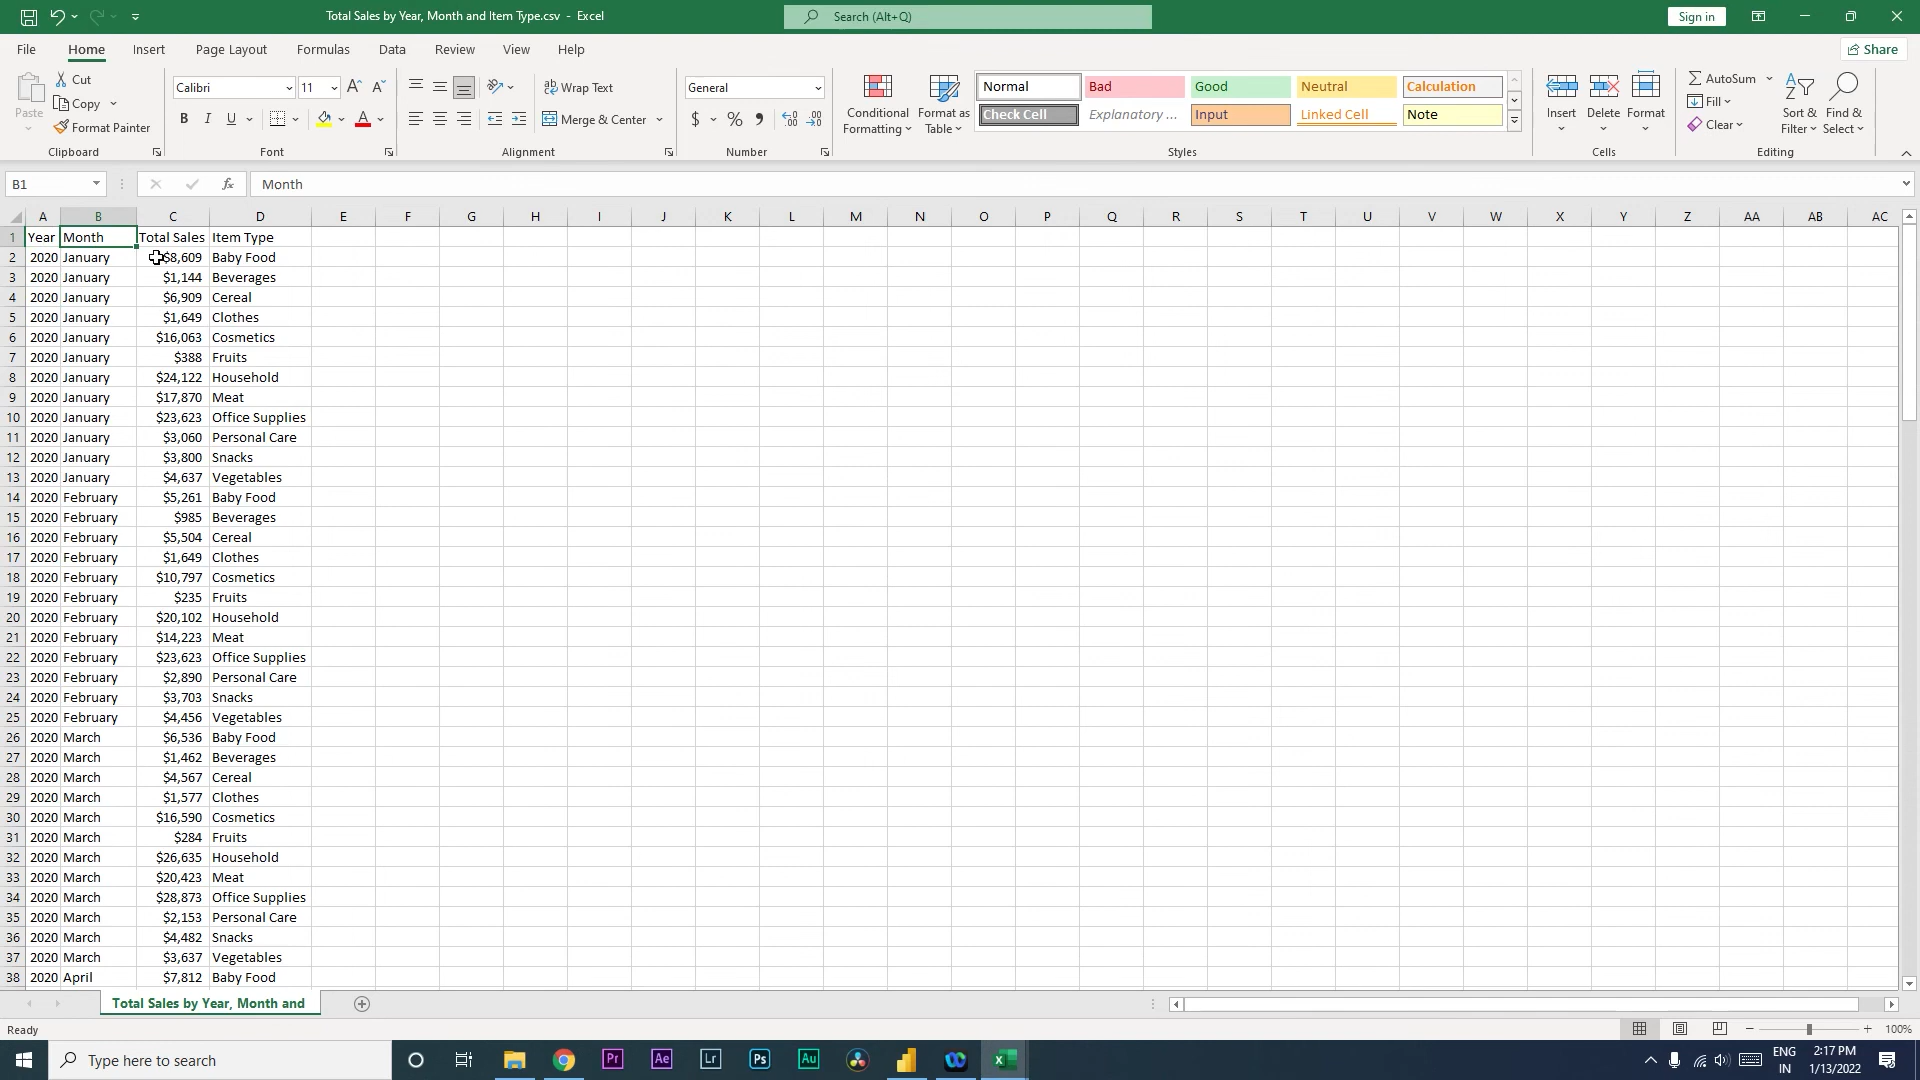 Total Sales by Year, Month and Item Type.csv - Excel
Search (Alt+Q)
Sign in
File Home Insert Page Layout Formulas Data Review View Help
Share
Paste
Cut
Copy
Format Painter
Clipboard
Calibri 11
B I U
Font
Wrap Text
Merge & Center
Alignment
General
$ % ,
Number
Conditional Formatting
Format as Table
Normal Bad Good Neutral Calculation
Check Cell Explanatory ... Input Linked Cell Note
Styles
Insert Delete Format
Cells
AutoSum
Fill
Clear
Sort & Filter
Find & Select
Editing
B1
fx
Month
A B C D E F G H I J K L M N O P Q R S T U V W X Y Z AA AB AC
1 Year Month Total Sales Item Type
2 2020 January $8,609 Baby Food
3 2020 January $1,144 Beverages
4 2020 January $6,909 Cereal
5 2020 January $1,649 Clothes
6 2020 January $16,063 Cosmetics
7 2020 January $388 Fruits
8 2020 January $24,122 Household
9 2020 January $17,870 Meat
10 2020 January $23,623 Office Supplies
11 2020 January $3,060 Personal Care
12 2020 January $3,800 Snacks
13 2020 January $4,637 Vegetables
14 2020 February $5,261 Baby Food
15 2020 February $985 Beverages
16 2020 February $5,504 Cereal
17 2020 February $1,649 Clothes
18 2020 February $10,797 Cosmetics
19 2020 February $235 Fruits
20 2020 February $20,102 Household
21 2020 February $14,223 Meat
22 2020 February $23,623 Office Supplies
23 2020 February $2,890 Personal Care
24 2020 February $3,703 Snacks
25 2020 February $4,456 Vegetables
26 2020 March $6,536 Baby Food
27 2020 March $1,462 Beverages
28 2020 March $4,567 Cereal
29 2020 March $1,577 Clothes
30 2020 March $16,590 Cosmetics
31 2020 March $284 Fruits
32 2020 March $26,635 Household
33 2020 March $20,423 Meat
34 2020 March $28,873 Office Supplies
35 2020 March $2,153 Personal Care
36 2020 March $4,482 Snacks
37 2020 March $3,637 Vegetables
38 2020 April $7,812 Baby Food
Total Sales by Year, Month and
Ready
100%
Type here to search
Pr Ae Lr Ps Au
ENG
IN
2:17 PM
1/13/2022